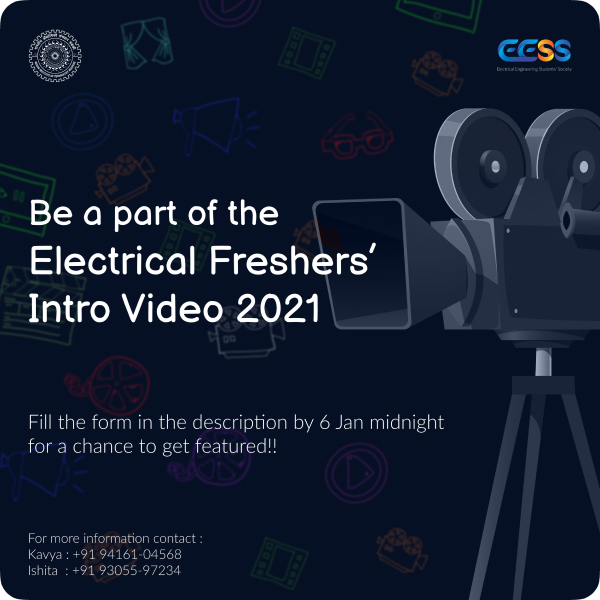 EESS
Electrical Engineering Students' Society
Be a part of the
Electrical Freshers'
Intro Video 2021
Fill the form in the description by 6 Jan midnight
for a chance to get featured!!
For more information contact :
Kavya : +91 94161-04568
Ishita : +91 93055-97234